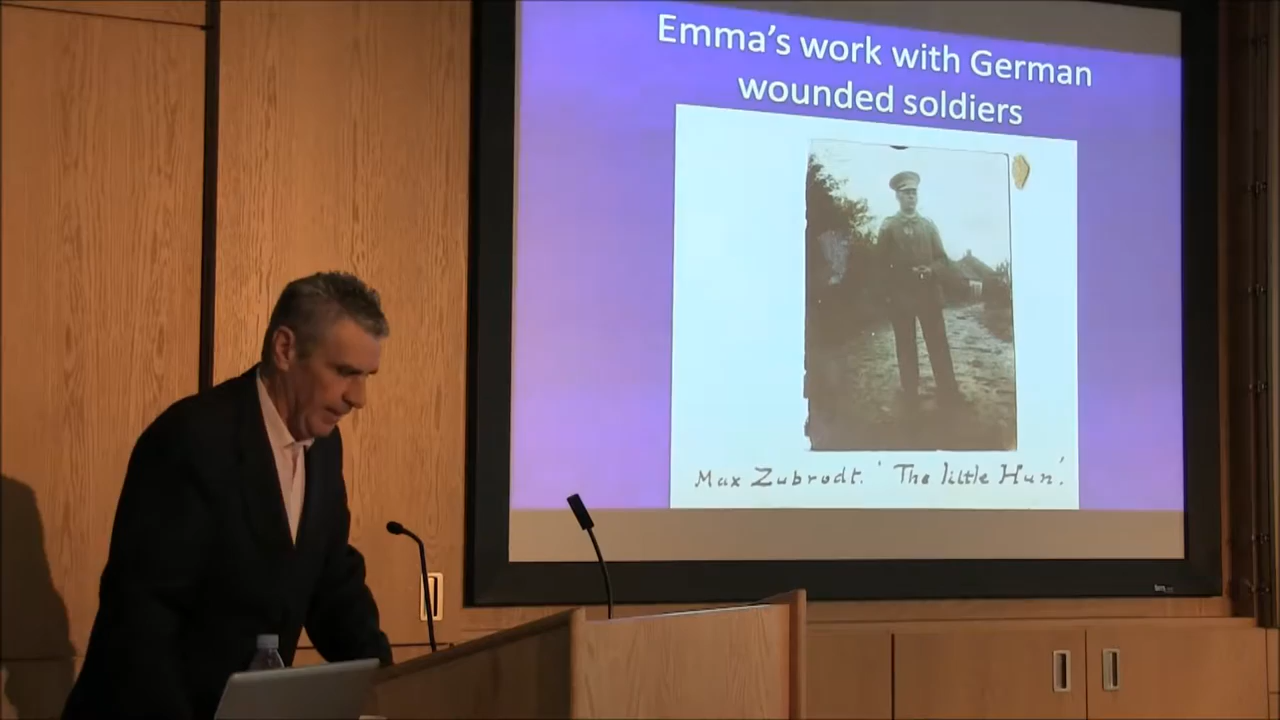 Emma's work with German
wounded soldiers
Max Zubrodt. 'The little Hun'.